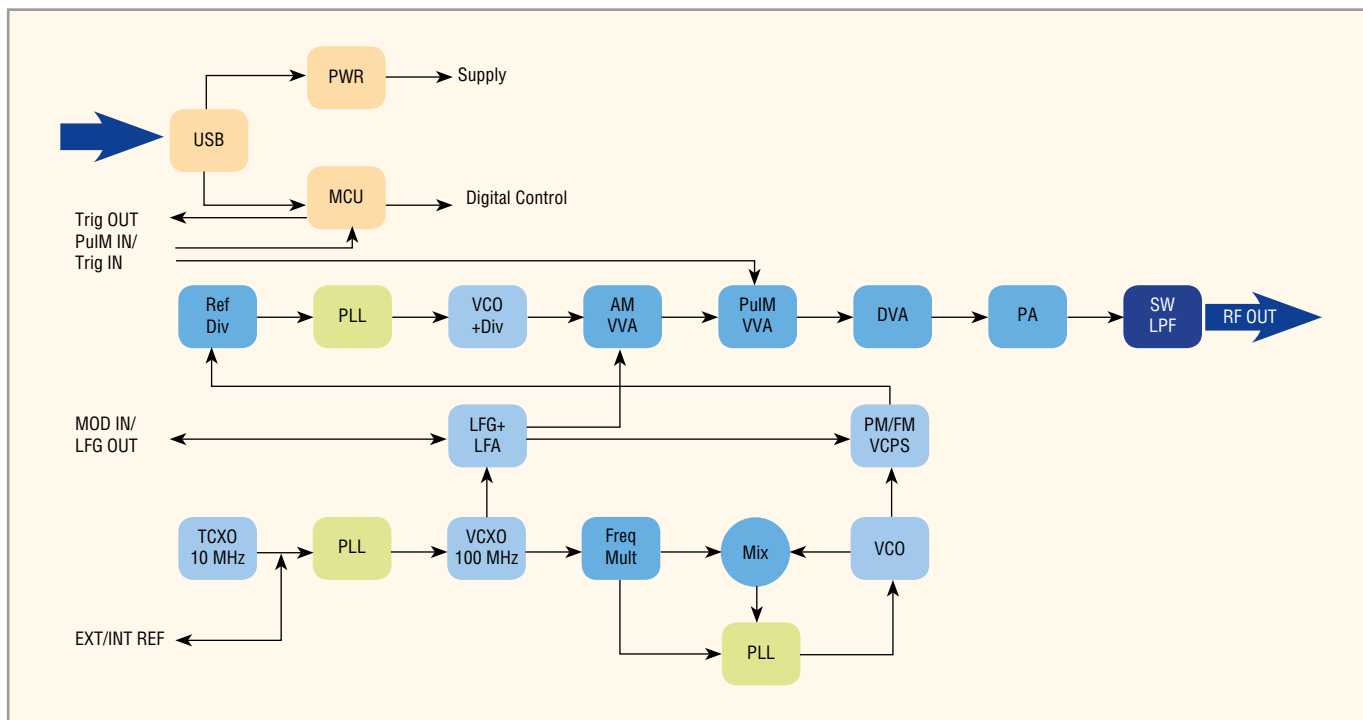 PWR
Supply
USB
MCU
Digital Control
Trig OUT
PulM IN/
Trig IN
Ref
Div
PLL
VCO
+Div
AM
VVA
PulM
VVA
DVA
PA
SW
LPF
RF OUT
MOD IN/
LFG OUT
LFG+
LFA
PM/FM
VCPS
TCXO
10 MHz
PLL
VCXO
100 MHz
Freq
Mult
Mix
VCO
EXT/INT REF
PLL